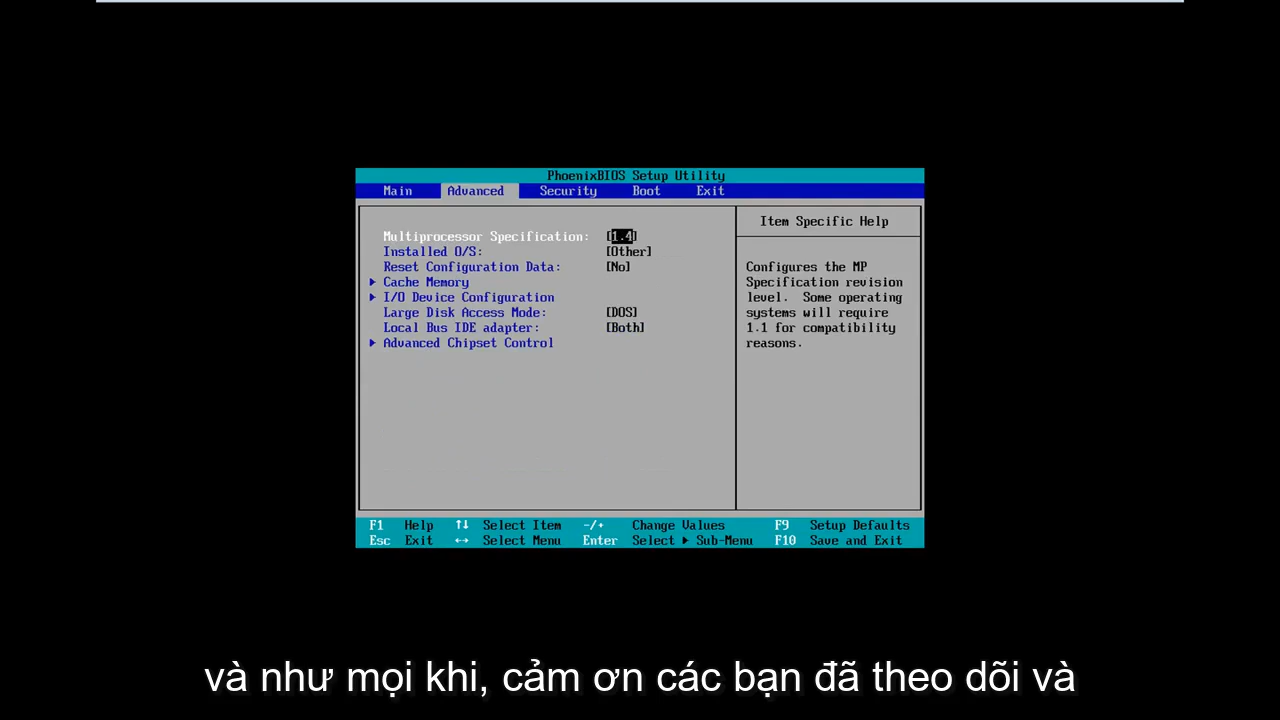 PhoenixBIOS Setup Utility
Main Advanced Security Boot Exit
Multiprocessor Specification: [1.4]
Installed O/S: [Other]
Reset Configuration Data: [No]
Cache Memory
I/O Device Configuration
Large Disk Access Mode: [DOS]
Local Bus IDE adapter: [Both]
Advanced Chipset Control
Item Specific Help
Configures the MP
Specification revision
level. Some operating
systems will require
1.1 for compatibility
reasons.
F1 Help ↑↓ Select Item -/+ Change Values F9 Setup Defaults
Esc Exit ↔ Select Menu Enter Select ▶ Sub-Menu F10 Save and Exit
và như mọi khi, cảm ơn các bạn đã theo dõi và